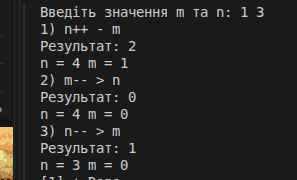 Введіть значення m та n: 1 3
1) n++ - m
Результат: 2
n = 4 m = 1
2) m-- > n
Результат: 0
n = 4 m = 0
3) n-- > m
Результат: 1
n = 3 m = 0